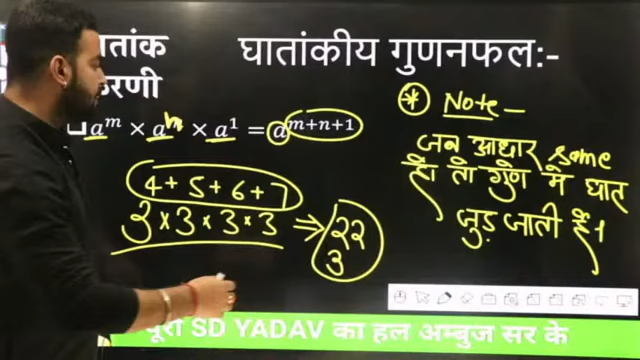 तांक घातांकीय गुणनफल:-
करणी
a^m × a^n × a^1 = a^{m+n+1}
* Note -
जब आधार same
हो तो गुणा में घात
जुड़ जाती हैं।
4 + 5 + 6 + 7
3 × 3 × 3 × 3 ⇒ 22
3
पूरी SD YADAV का हल अम्बुज सर के